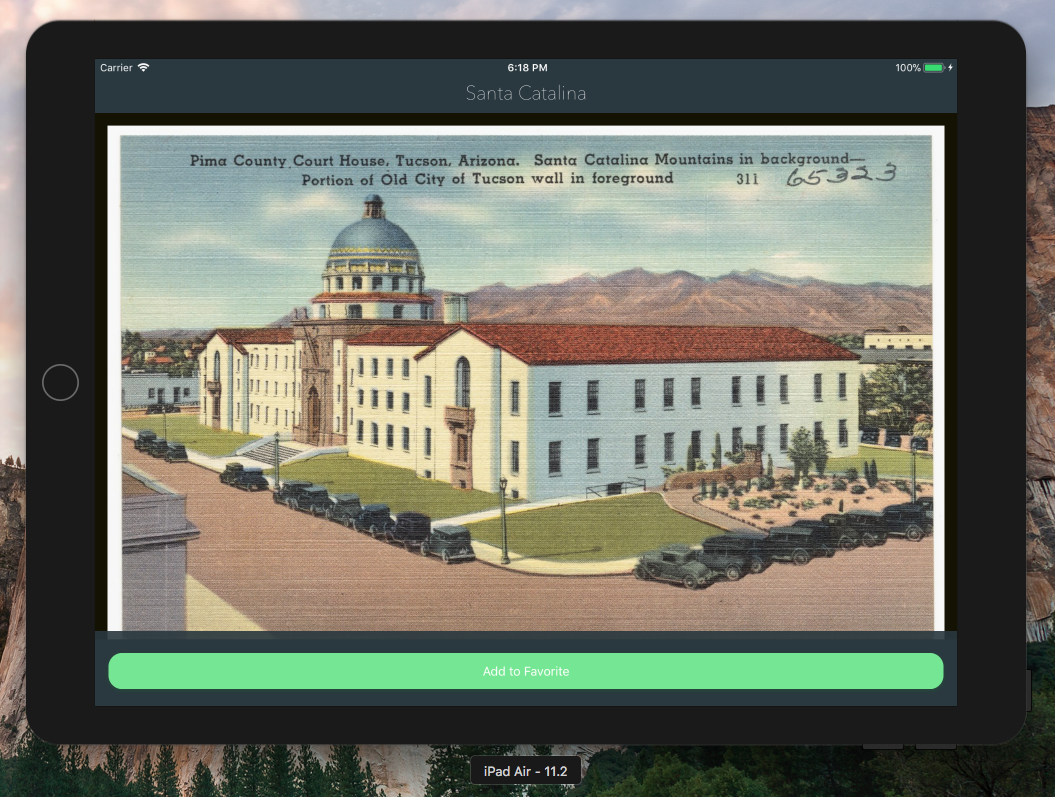 Carrier 6:18 PM 100%
Santa Catalina
Pima County Court House, Tucson, Arizona. Santa Catalina Mountains in background—
Portion of Old City of Tucson wall in foreground 311 65323
Add to Favorite
iPad Air - 11.2